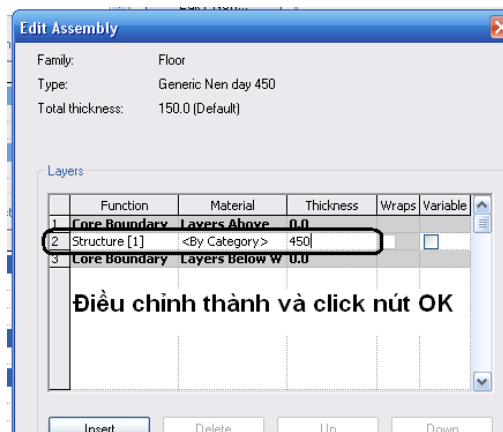 Edit Assembly
Family: Floor
Type: Generic Nen day 450
Total thickness: 150.0 (Default)
Layers
Function Material Thickness Wraps Variable
1 Core Boundary Layers Above 0.0
2 Structure [1] <By Category> 450
3 Core Boundary Layers Below W 0.0
Điều chỉnh thành và click nút OK
Insert Delete Up Down